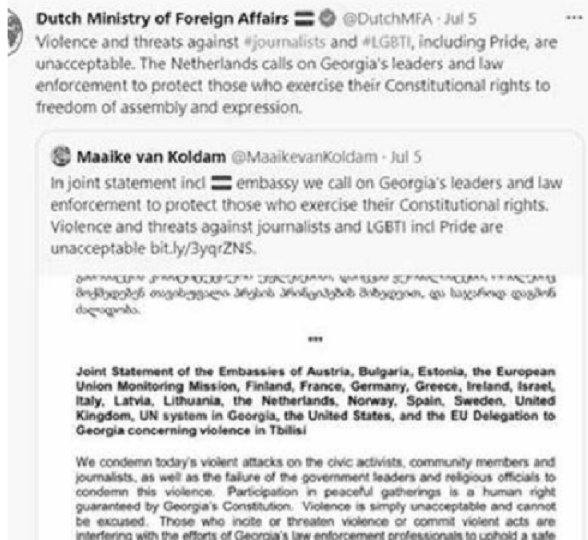 Dutch Ministry of Foreign Affairs @DutchMFA · Jul 5
Violence and threats against #journalists and #LGBTI, including Pride, are
unacceptable. The Netherlands calls on Georgia's leaders and law
enforcement to protect those who exercise their Constitutional rights to
freedom of assembly and expression.
Maaike van Koldam @MaaikevanKoldam · Jul 5
In joint statement incl embassy we call on Georgia's leaders and law
enforcement to protect those who exercise their Constitutional rights.
Violence and threats against journalists and LGBTI incl Pride are
unacceptable bit.ly/3yqrZNS.
მოქმედებენ თავისუფალი პრესის პრინციპების მიხედვით, და საჯაროდ დაგმონ
ძალადობა.
***
Joint Statement of the Embassies of Austria, Bulgaria, Estonia, the European
Union Monitoring Mission, Finland, France, Germany, Greece, Ireland, Israel,
Italy, Latvia, Lithuania, the Netherlands, Norway, Spain, Sweden, United
Kingdom, UN system in Georgia, the United States, and the EU Delegation to
Georgia concerning violence in Tbilisi
We condemn today's violent attacks on the civic activists, community members and
journalists, as well as the failure of the government leaders and religious officials to
condemn this violence. Participation in peaceful gatherings is a human right
guaranteed by Georgia's Constitution. Violence is simply unacceptable and cannot
be excused. Those who incite or threaten violence or commit violent acts are
interfering with the efforts of Georgia's law enforcement professionals to uphold a safe